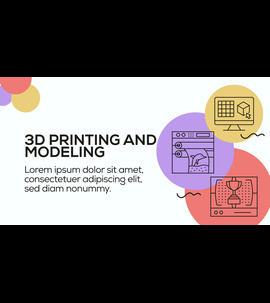 3D PRINTING AND
MODELING
Lorem ipsum dolor sit amet,
consectetuer adipiscing elit,
sed diam nonummy.